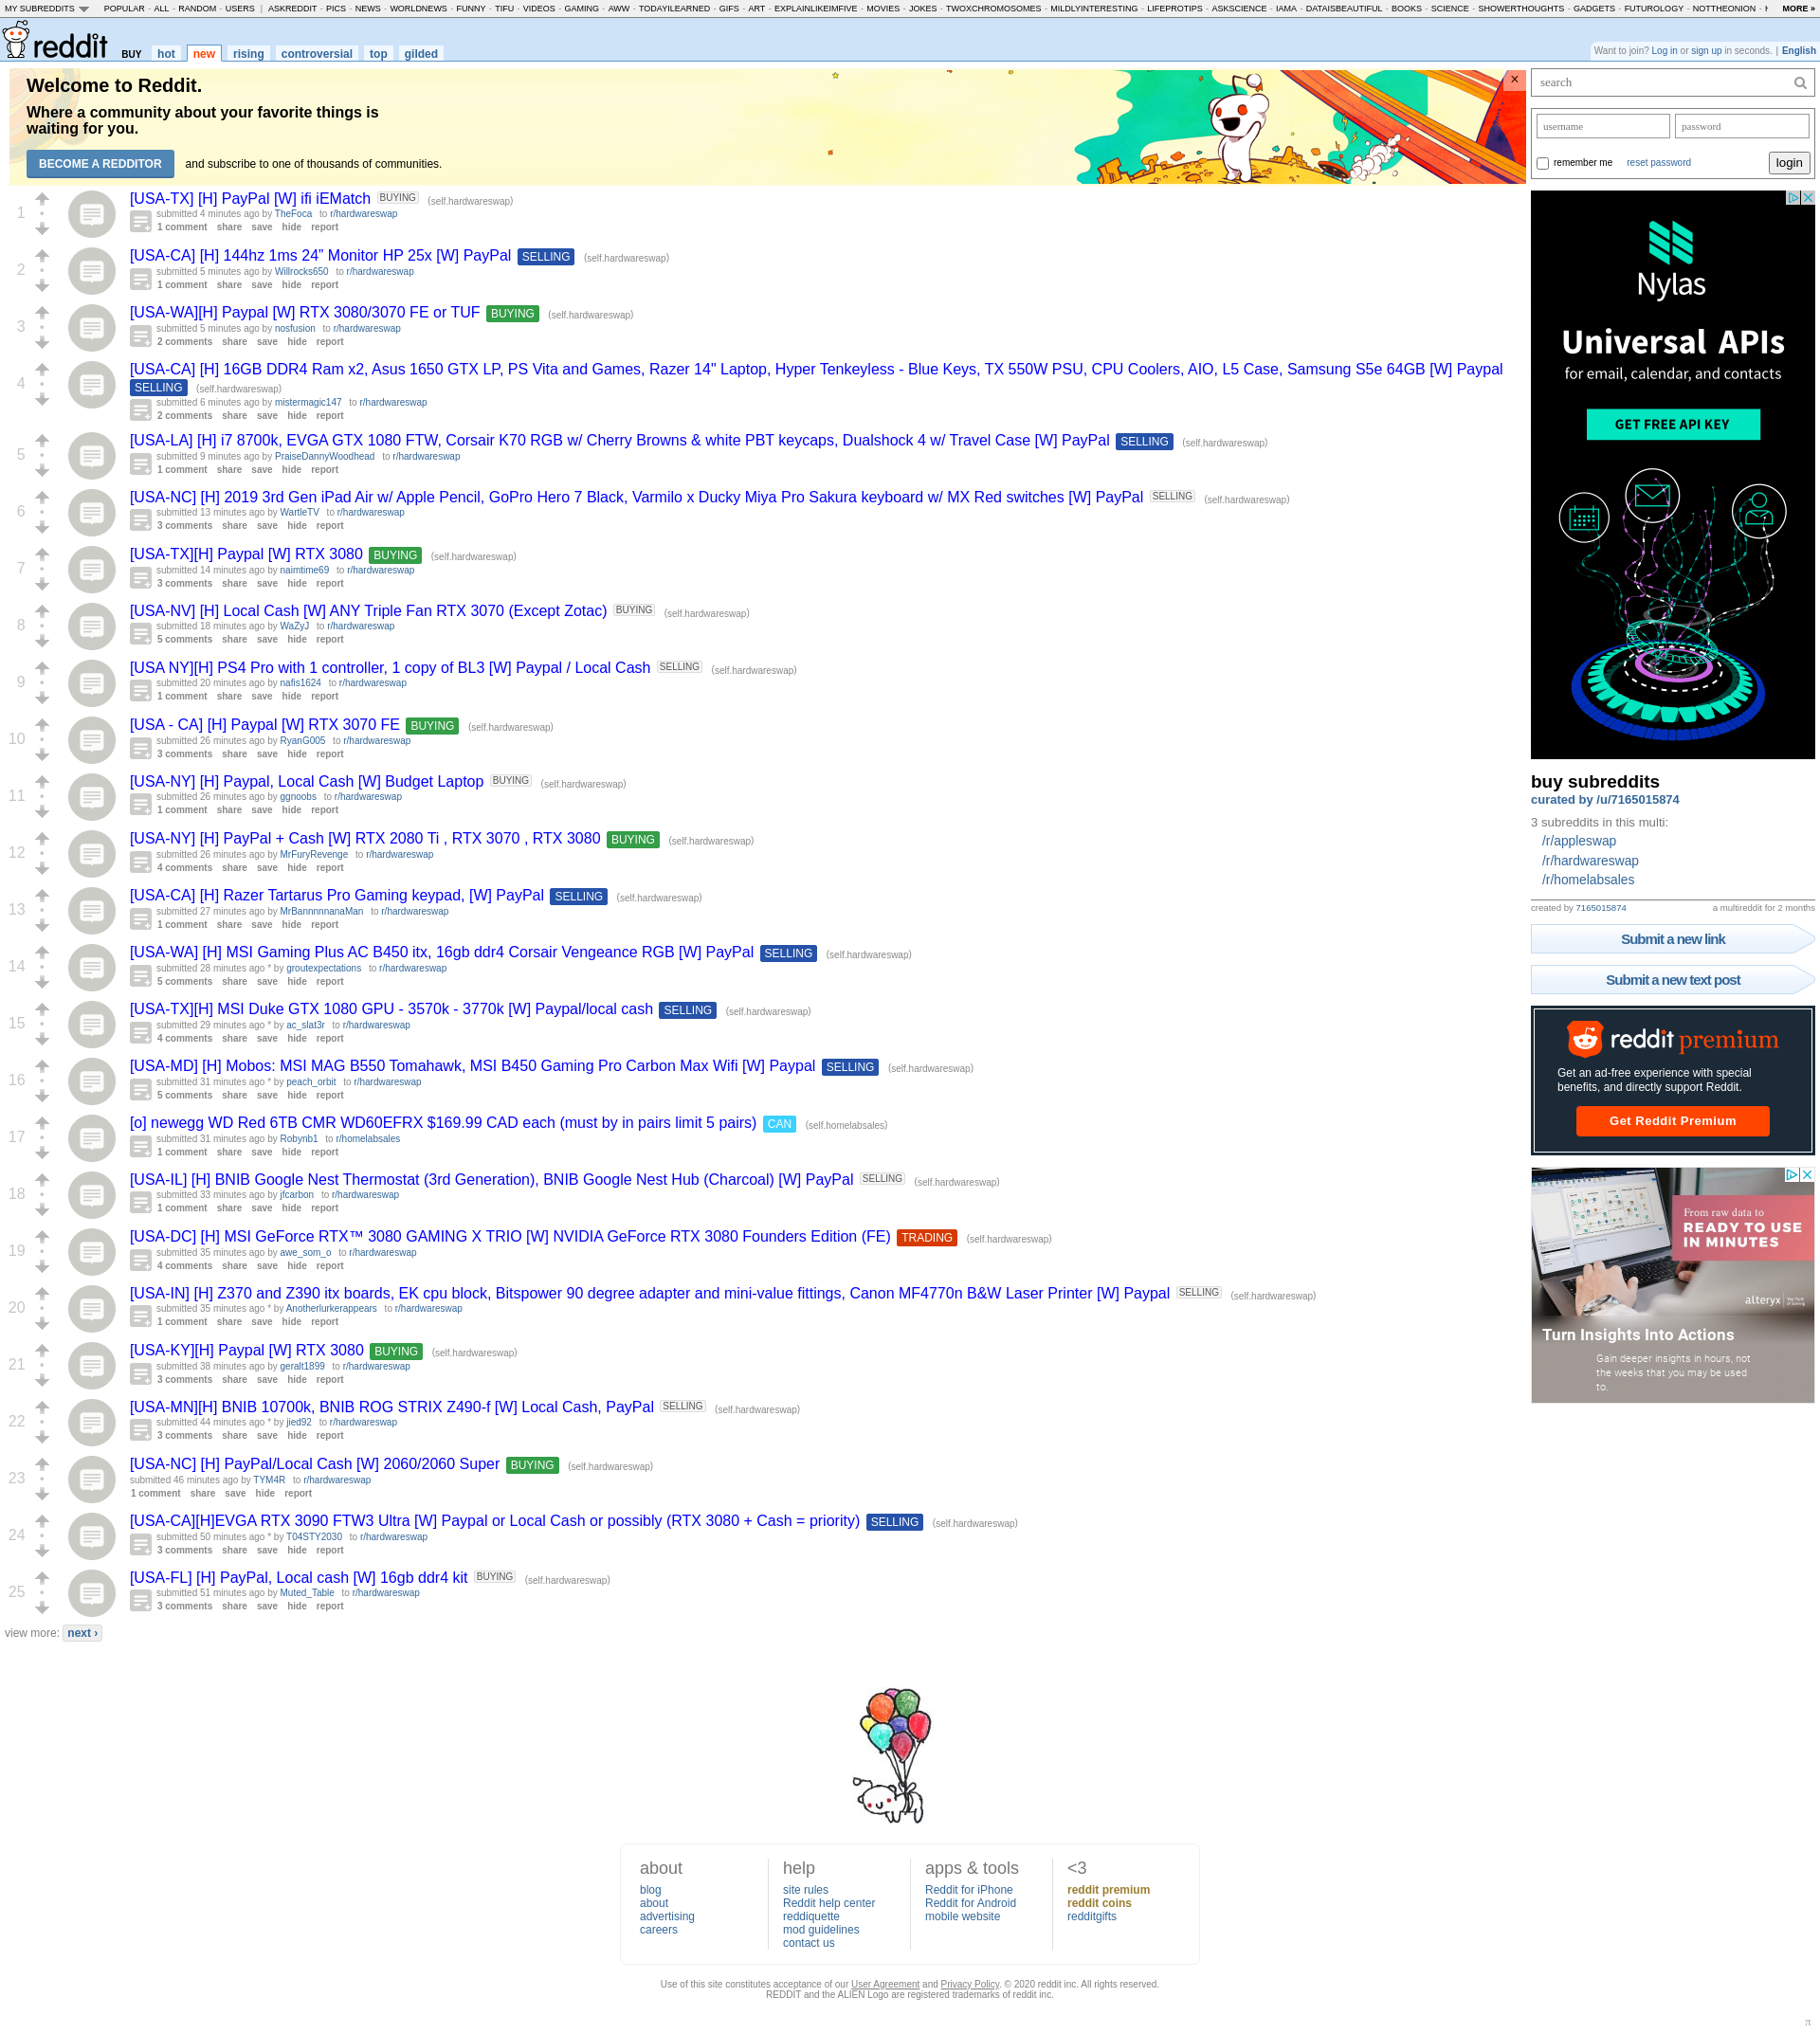 MY SUBREDDITS POPULAR - ALL - RANDOM - USERS | ASKREDDIT - PICS - NEWS - WORLDNEWS - FUNNY - TIFU - VIDEOS - GAMING - AWW - TODAYILEARNED - GIFS - ART - EXPLAINLIKEIMFIVE - MOVIES - JOKES - TWOXCHROMOSOMES - MILDLYINTERESTING - LIFEPROTIPS - ASKSCIENCE - IAMA - DATAISBEAUTIFUL - BOOKS - SCIENCE - SHOWERTHOUGHTS - GADGETS - FUTUROLOGY - NOTTHEONION - MORE »
reddit BUY hot new rising controversial top gilded
Want to join? Log in or sign up in seconds. | English
Welcome to Reddit.
Where a community about your favorite things is
waiting for you.
BECOME A REDDITOR and subscribe to one of thousands of communities.
×
1
[USA-TX] [H] PayPal [W] ifi iEMatch BUYING (self.hardwareswap)
submitted 4 minutes ago by TheFoca to r/hardwareswap
1 comment share save hide report
2
[USA-CA] [H] 144hz 1ms 24” Monitor HP 25x [W] PayPal SELLING (self.hardwareswap)
submitted 5 minutes ago by Willrocks650 to r/hardwareswap
1 comment share save hide report
3
[USA-WA][H] Paypal [W] RTX 3080/3070 FE or TUF BUYING (self.hardwareswap)
submitted 5 minutes ago by nosfusion to r/hardwareswap
2 comments share save hide report
4
[USA-CA] [H] 16GB DDR4 Ram x2, Asus 1650 GTX LP, PS Vita and Games, Razer 14" Laptop, Hyper Tenkeyless - Blue Keys, TX 550W PSU, CPU Coolers, AIO, L5 Case, Samsung S5e 64GB [W] Paypal
SELLING (self.hardwareswap)
submitted 6 minutes ago by mistermagic147 to r/hardwareswap
2 comments share save hide report
5
[USA-LA] [H] i7 8700k, EVGA GTX 1080 FTW, Corsair K70 RGB w/ Cherry Browns & white PBT keycaps, Dualshock 4 w/ Travel Case [W] PayPal SELLING (self.hardwareswap)
submitted 9 minutes ago by PraiseDannyWoodhead to r/hardwareswap
1 comment share save hide report
6
[USA-NC] [H] 2019 3rd Gen iPad Air w/ Apple Pencil, GoPro Hero 7 Black, Varmilo x Ducky Miya Pro Sakura keyboard w/ MX Red switches [W] PayPal SELLING (self.hardwareswap)
submitted 13 minutes ago by WartleTV to r/hardwareswap
3 comments share save hide report
7
[USA-TX][H] Paypal [W] RTX 3080 BUYING (self.hardwareswap)
submitted 14 minutes ago by naimtime69 to r/hardwareswap
3 comments share save hide report
8
[USA-NV] [H] Local Cash [W] ANY Triple Fan RTX 3070 (Except Zotac) BUYING (self.hardwareswap)
submitted 18 minutes ago by WaZyJ to r/hardwareswap
5 comments share save hide report
9
[USA NY][H] PS4 Pro with 1 controller, 1 copy of BL3 [W] Paypal / Local Cash SELLING (self.hardwareswap)
submitted 20 minutes ago by nafis1624 to r/hardwareswap
1 comment share save hide report
10
[USA - CA] [H] Paypal [W] RTX 3070 FE BUYING (self.hardwareswap)
submitted 26 minutes ago by RyanG005 to r/hardwareswap
3 comments share save hide report
11
[USA-NY] [H] Paypal, Local Cash [W] Budget Laptop BUYING (self.hardwareswap)
submitted 26 minutes ago by ggnoobs to r/hardwareswap
1 comment share save hide report
12
[USA-NY] [H] PayPal + Cash [W] RTX 2080 Ti , RTX 3070 , RTX 3080 BUYING (self.hardwareswap)
submitted 26 minutes ago by MrFuryRevenge to r/hardwareswap
4 comments share save hide report
13
[USA-CA] [H] Razer Tartarus Pro Gaming keypad, [W] PayPal SELLING (self.hardwareswap)
submitted 27 minutes ago by MrBannnnnanaMan to r/hardwareswap
1 comment share save hide report
14
[USA-WA] [H] MSI Gaming Plus AC B450 itx, 16gb ddr4 Corsair Vengeance RGB [W] PayPal SELLING (self.hardwareswap)
submitted 28 minutes ago * by groutexpectations to r/hardwareswap
5 comments share save hide report
15
[USA-TX][H] MSI Duke GTX 1080 GPU - 3570k - 3770k [W] Paypal/local cash SELLING (self.hardwareswap)
submitted 29 minutes ago * by ac_slat3r to r/hardwareswap
4 comments share save hide report
16
[USA-MD] [H] Mobos: MSI MAG B550 Tomahawk, MSI B450 Gaming Pro Carbon Max Wifi [W] Paypal SELLING (self.hardwareswap)
submitted 31 minutes ago * by peach_orbit to r/hardwareswap
5 comments share save hide report
17
[o] newegg WD Red 6TB CMR WD60EFRX $169.99 CAD each (must by in pairs limit 5 pairs) CAN (self.homelabsales)
submitted 31 minutes ago by Robynb1 to r/homelabsales
1 comment share save hide report
18
[USA-IL] [H] BNIB Google Nest Thermostat (3rd Generation), BNIB Google Nest Hub (Charcoal) [W] PayPal SELLING (self.hardwareswap)
submitted 33 minutes ago by jfcarbon to r/hardwareswap
1 comment share save hide report
19
[USA-DC] [H] MSI GeForce RTX™ 3080 GAMING X TRIO [W] NVIDIA GeForce RTX 3080 Founders Edition (FE) TRADING (self.hardwareswap)
submitted 35 minutes ago by awe_som_o to r/hardwareswap
4 comments share save hide report
20
[USA-IN] [H] Z370 and Z390 itx boards, EK cpu block, Bitspower 90 degree adapter and mini-value fittings, Canon MF4770n B&W Laser Printer [W] Paypal SELLING (self.hardwareswap)
submitted 35 minutes ago * by Anotherlurkerappears to r/hardwareswap
1 comment share save hide report
21
[USA-KY][H] Paypal [W] RTX 3080 BUYING (self.hardwareswap)
submitted 38 minutes ago by geralt1899 to r/hardwareswap
3 comments share save hide report
22
[USA-MN][H] BNIB 10700k, BNIB ROG STRIX Z490-f [W] Local Cash, PayPal SELLING (self.hardwareswap)
submitted 44 minutes ago * by jied92 to r/hardwareswap
3 comments share save hide report
23
[USA-NC] [H] PayPal/Local Cash [W] 2060/2060 Super BUYING (self.hardwareswap)
submitted 46 minutes ago by TYM4R to r/hardwareswap
1 comment share save hide report
24
[USA-CA][H]EVGA RTX 3090 FTW3 Ultra [W] Paypal or Local Cash or possibly (RTX 3080 + Cash = priority) SELLING (self.hardwareswap)
submitted 50 minutes ago * by T04STY2030 to r/hardwareswap
3 comments share save hide report
25
[USA-FL] [H] PayPal, Local cash [W] 16gb ddr4 kit BUYING (self.hardwareswap)
submitted 51 minutes ago by Muted_Table to r/hardwareswap
3 comments share save hide report
view more: next ›
search
username password
remember me reset password login
Nylas
Universal APIs
for email, calendar, and contacts
GET FREE API KEY
buy subreddits
curated by /u/7165015874
3 subreddits in this multi:
/r/appleswap
/r/hardwareswap
/r/homelabsales
created by 7165015874 a multireddit for 2 months
Submit a new link
Submit a new text post
reddit premium
Get an ad-free experience with special
benefits, and directly support Reddit.
Get Reddit Premium
From raw data to
READY TO USE
IN MINUTES
alteryx
Turn Insights Into Actions
Gain deeper insights in hours, not
the weeks that you may be used
to.
about
blog
about
advertising
careers
help
site rules
Reddit help center
reddiquette
mod guidelines
contact us
apps & tools
Reddit for iPhone
Reddit for Android
mobile website
<3
reddit premium
reddit coins
redditgifts
Use of this site constitutes acceptance of our User Agreement and Privacy Policy. © 2020 reddit inc. All rights reserved.
REDDIT and the ALIEN Logo are registered trademarks of reddit inc.
π